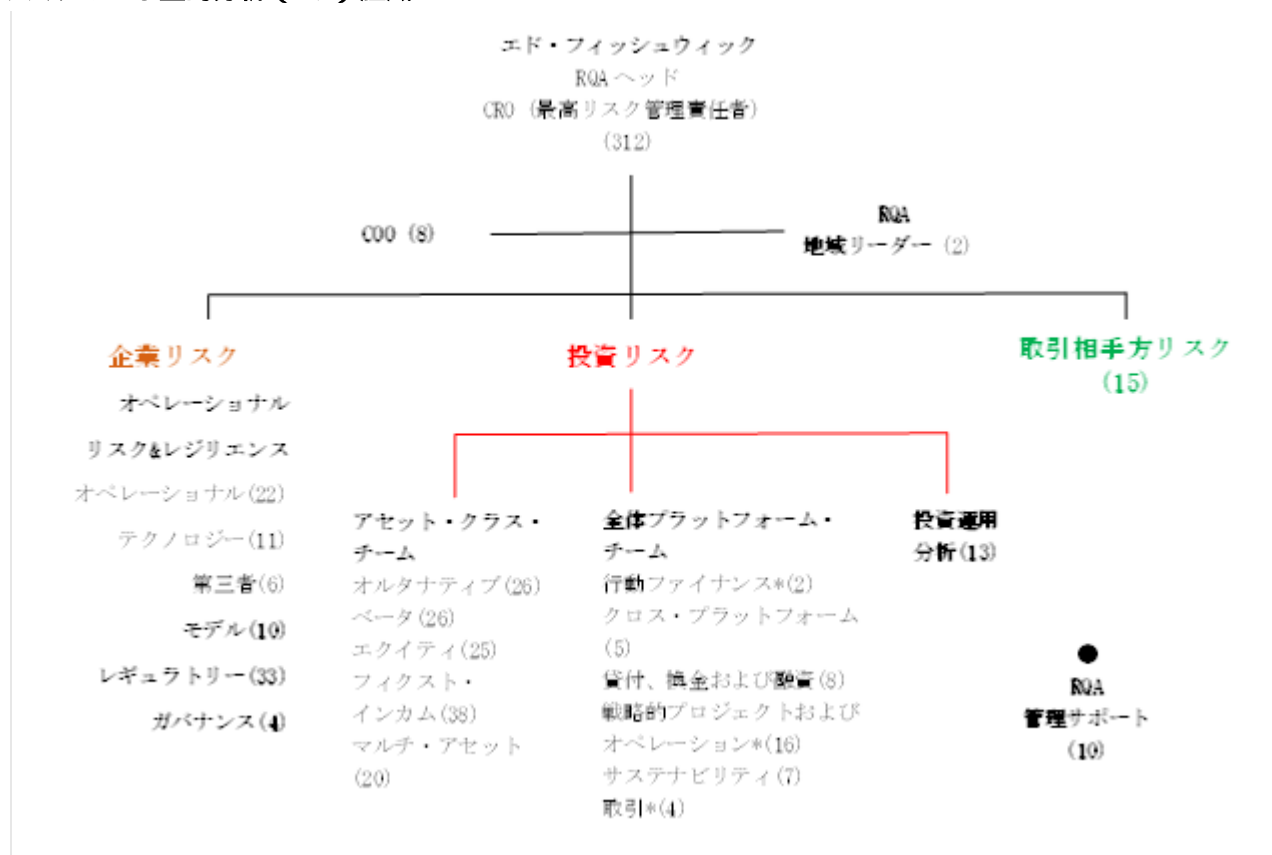 エド・フィッシュウィック
RQAヘッド
CRO (最高リスク管理責任者)
(312)
COO (8)
RQA
地域リーダー (2)
企業リスク
オペレーショナル
リスク&レジリエンス
オペレーショナル(22)
テクノロジー(11)
第三者(6)
モデル(10)
レギュラトリー(33)
ガバナンス(4)
投資リスク
アセット・クラス・
チーム
オルタナティブ(26)
ベータ(26)
エクイティ(25)
フィクスト・
インカム(38)
マルチ・アセット
(20)
全体プラットフォーム・
チーム
行動ファイナンス*(2)
クロス・プラットフォーム
(5)
貸付、換金および融資(8)
戦略的プロジェクトおよび
オペレーション*(16)
サステナビリティ(7)
取引*(4)
投資運用
分析(13)
取引相手方リスク
(15)
RQA
管理サポート
(10)